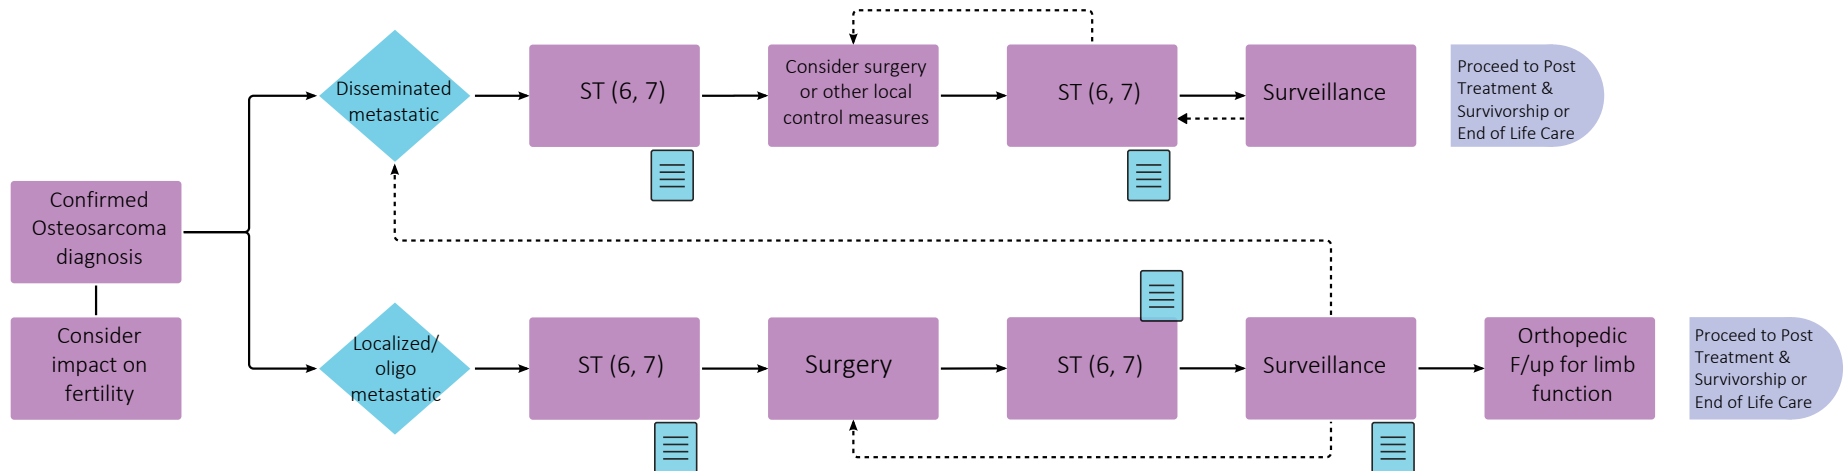 Disseminated
metastatic
ST (6, 7)
Consider surgery
or other local
control measures
ST (6, 7)
Surveillance
Proceed to Post
Treatment &
Survivorship or
End of Life Care
Confirmed
Osteosarcoma
diagnosis
Consider
impact on
fertility
Localized/
oligo
metastatic
ST (6, 7)
Surgery
ST (6, 7)
Surveillance
Orthopedic
F/up for limb
function
Proceed to Post
Treatment &
Survivorship or
End of Life Care